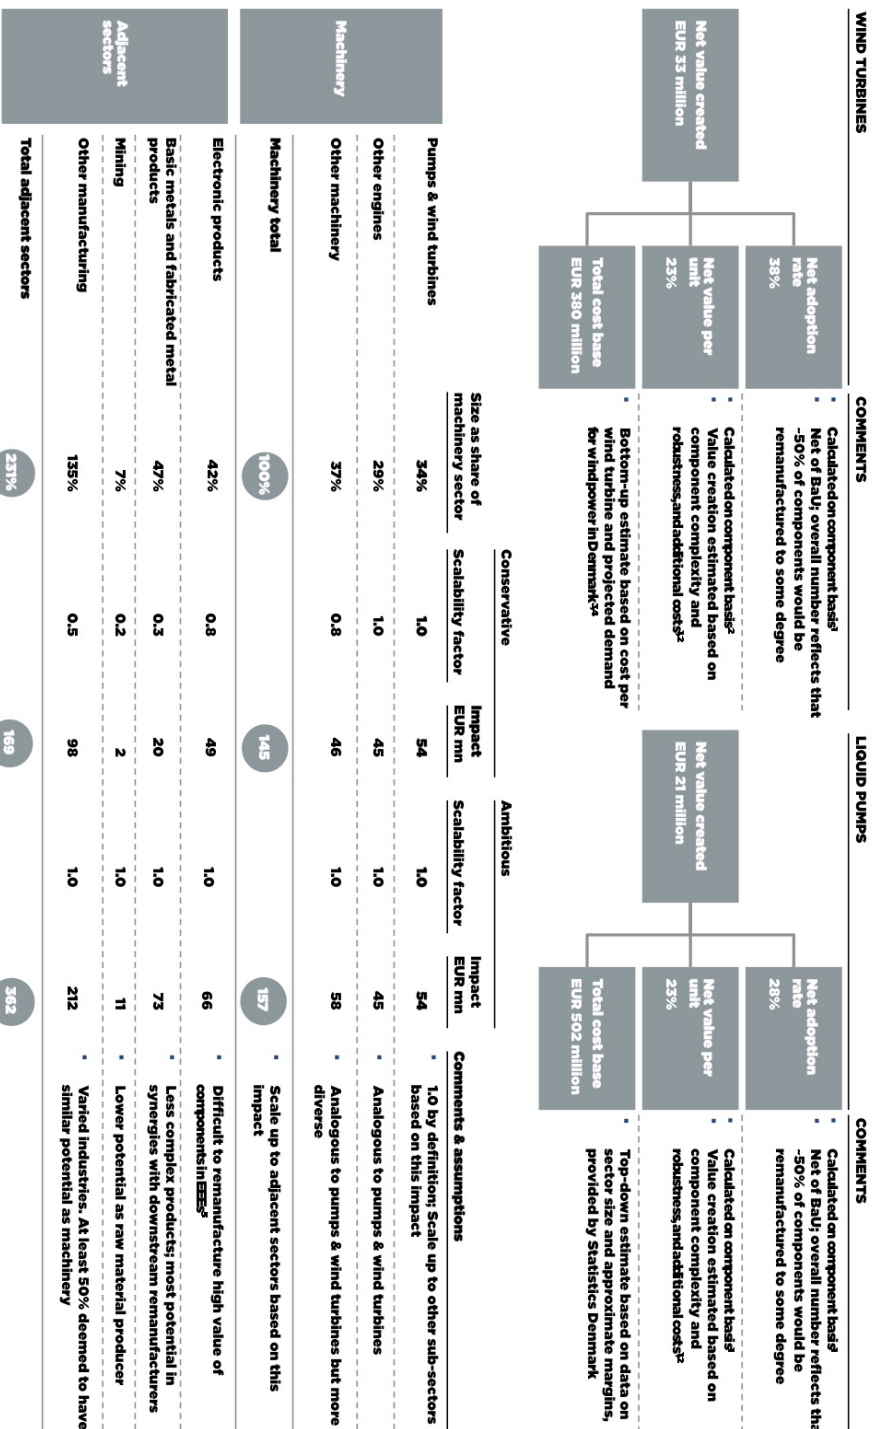 WIND TURBINES
COMMENTS
LIQUID PUMPS
COMMENTS
Net value created
EUR 33 million
Net adoption
rate
38%
Net value per
unit
23%
Total cost base
EUR 380 million
Calculated on component basis¹
Net of BaU; overall number reflects that
~50% of components would be
remanufactured to some degree
Calculated on component basis²
Value creation estimated based on
component complexity and
robustness, and additional costs¹²
Bottom-up estimate based on cost per
wind turbine and projected demand
for windpower in Denmark³⁴
Net value created
EUR 21 million
Net adoption
rate
28%
Net value per
unit
23%
Total cost base
EUR 502 million
Calculated on component basis¹
Net of BaU; overall number reflects tha
~50% of components would be
remanufactured to some degree
Calculated on component basis¹
Value creation estimated based on
component complexity and
robustness, and additional costs¹²
Top-down estimate based on data on
sector size and approximate margins,
provided by Statistics Denmark
Conservative
Ambitious
Size as share of
machinery sector
Scalability factor
Impact
EUR mn
Scalability factor
Impact
EUR mn
Comments & assumptions
Machinery
Pumps & wind turbines 34% 1.0 54 1.0 54
1.0 by definition; Scale up to other sub-sectors
based on this impact
Other engines 29% 1.0 45 1.0 45 Analogous to pumps & wind turbines
Other machinery 37% 0.8 46 1.0 58
Analogous to pumps & wind turbines but more
diverse
Machinery total 100% 145 157
Scale up to adjacent sectors based on this
impact
Adjacent
sectors
Electronic products 42% 0.8 49 1.0 66
Difficult to remanufacture high value of
components in EEEs⁵
Basic metals and fabricated metal
products
47% 0.3 20 1.0 73
Less complex products; most potential in
synergies with downstream remanufacturers
Mining 7% 0.2 2 1.0 11 Lower potential as raw material producer
Other manufacturing 135% 0.5 98 1.0 212
Varied industries. At least 50% deemed to have
similar potential as machinery
Total adjacent sectors 231% 169 362